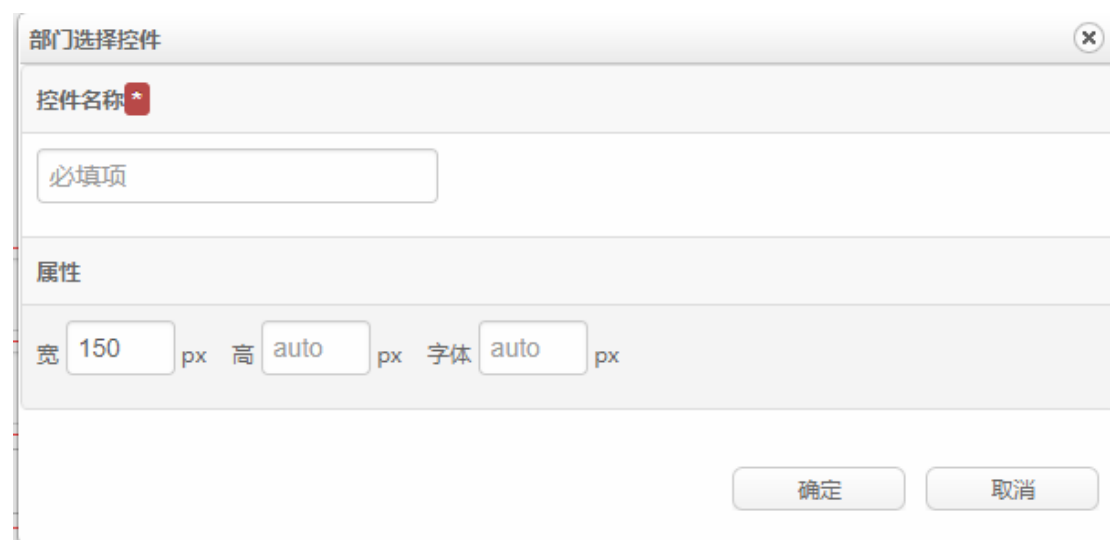 部门选择控件
控件名称*
必填项
属性
宽 150 px 高 auto px 字体 auto px
确定 取消